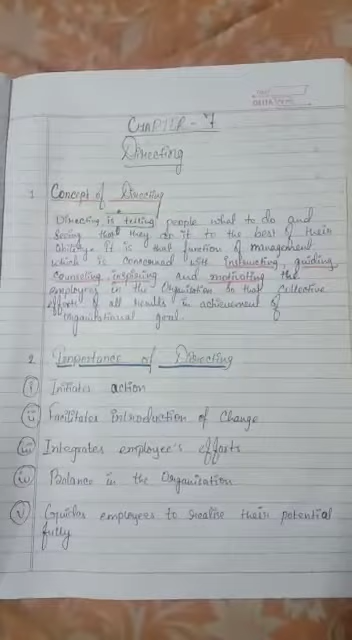 CHAPTER - 7
Directing
1 Concept of Directing
Directing is telling people what to do and
Seeing that they do it to the best of their
ability. It is that function of management
which is concerned with instructing, guiding,
counseling, inspiring and motivating the
employees in the Organisation so that collective
efforts of all results in achievement of
Organisational goal.
2 Importance of Directing
(i) Initiates action
(ii) Facilitates Introduction of Change
(iii) Integrates employee's efforts
(iv) Balance in the Organisation
(v) Guides employees to realise their potential
fully